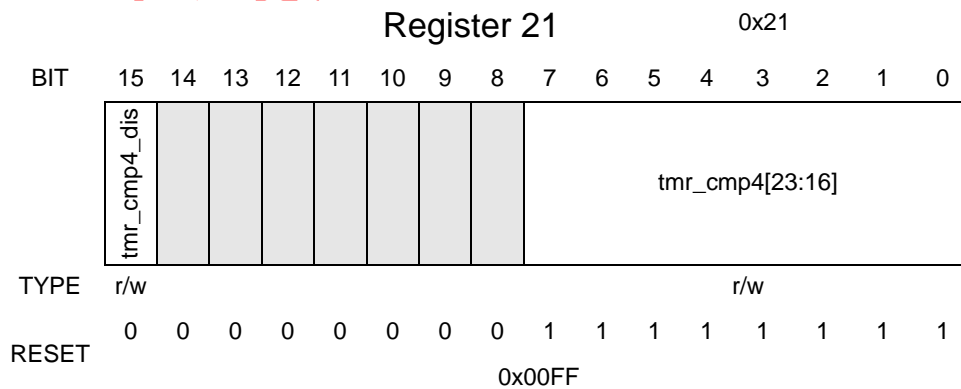 Register 21 0x21
BIT 15 14 13 12 11 10 9 8 7 6 5 4 3 2 1 0
tmr_cmp4_dis
tmr_cmp4[23:16]
TYPE r/w r/w
RESET 0 0 0 0 0 0 0 0 1 1 1 1 1 1 1 1
0x00FF